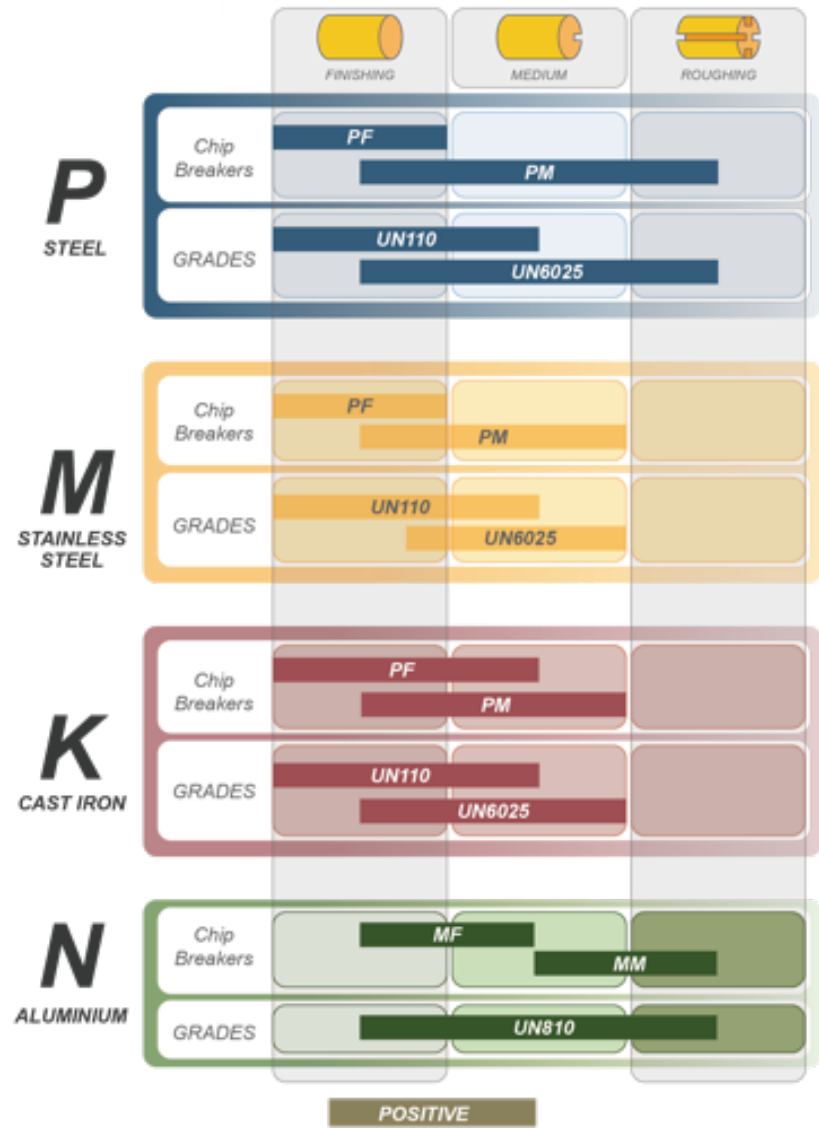 FINISHING
MEDIUM
ROUGHING
P
STEEL
Chip
Breakers
PF
PM
GRADES
UN110
UN6025
M
STAINLESS
STEEL
Chip
Breakers
PF
PM
GRADES
UN110
UN6025
K
CAST IRON
Chip
Breakers
PF
PM
GRADES
UN110
UN6025
N
ALUMINIUM
Chip
Breakers
MF
MM
GRADES
UN810
POSITIVE